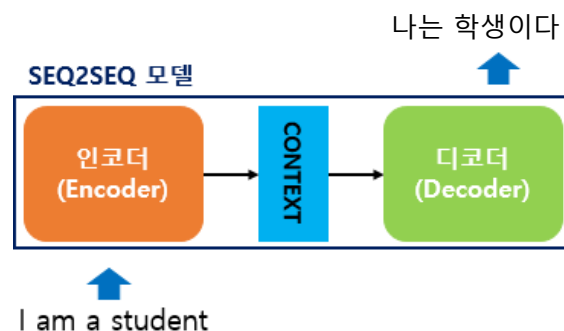 나는 학생이다
SEQ2SEQ 모델
인코더
(Encoder)
CONTEXT
디코더
(Decoder)
I am a student